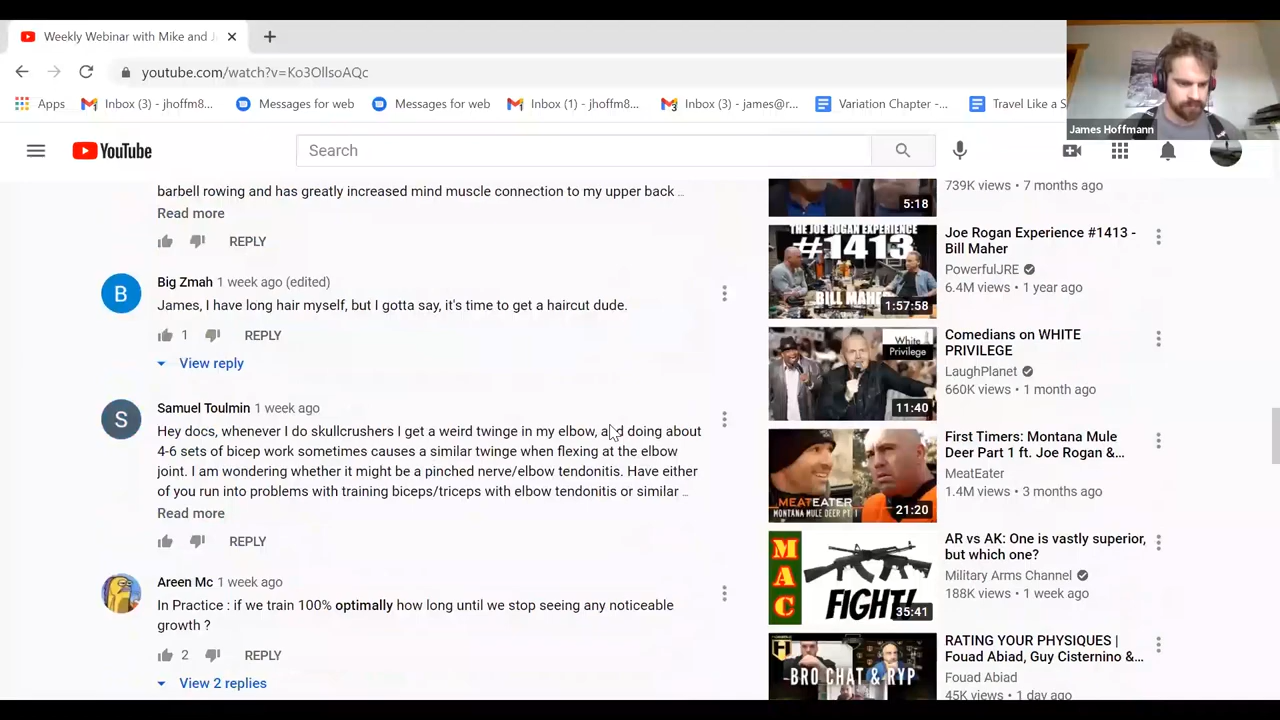 Weekly Webinar with Mike and J
youtube.com/watch?v=Ko3OllsoAQc
Apps
Inbox (3) - jhoffm8...
Messages for web
Messages for web
Inbox (1) - jhoffm8...
Inbox (3) - james@r...
Variation Chapter -...
Travel Like a S
James Hoffmann
YouTube
Search
barbell rowing and has greatly increased mind muscle connection to my upper back ...
Read more
REPLY
Big Zmah 1 week ago (edited)
James, I have long hair myself, but I gotta say, it's time to get a haircut dude.
1 REPLY
View reply
Samuel Toulmin 1 week ago
Hey docs, whenever I do skullcrushers I get a weird twinge in my elbow, and doing about
4-6 sets of bicep work sometimes causes a similar twinge when flexing at the elbow
joint. I am wondering whether it might be a pinched nerve/elbow tendonitis. Have either
of you run into problems with training biceps/triceps with elbow tendonitis or similar ...
Read more
REPLY
Areen Mc 1 week ago
In Practice : if we train 100% optimally how long until we stop seeing any noticeable
growth ?
2 REPLY
View 2 replies
5:18
739K views • 7 months ago
THE JOE ROGAN EXPERIENCE
#1413
BILL MAHER
1:57:58
Joe Rogan Experience #1413 -
Bill Maher
PowerfulJRE
6.4M views • 1 year ago
White
Privilege
11:40
Comedians on WHITE
PRIVILEGE
LaughPlanet
660K views • 1 month ago
MEATEATER
MONTANA MULE DEER PT 1
21:20
First Timers: Montana Mule
Deer Part 1 ft. Joe Rogan &...
MeatEater
1.4M views • 3 months ago
MAC
FIGHT!
35:41
AR vs AK: One is vastly superior,
but which one?
Military Arms Channel
188K views • 1 week ago
BRO CHAT & RYP
RATING YOUR PHYSIQUES |
Fouad Abiad, Guy Cisternino &...
Fouad Abiad
45K views • 1 day ago